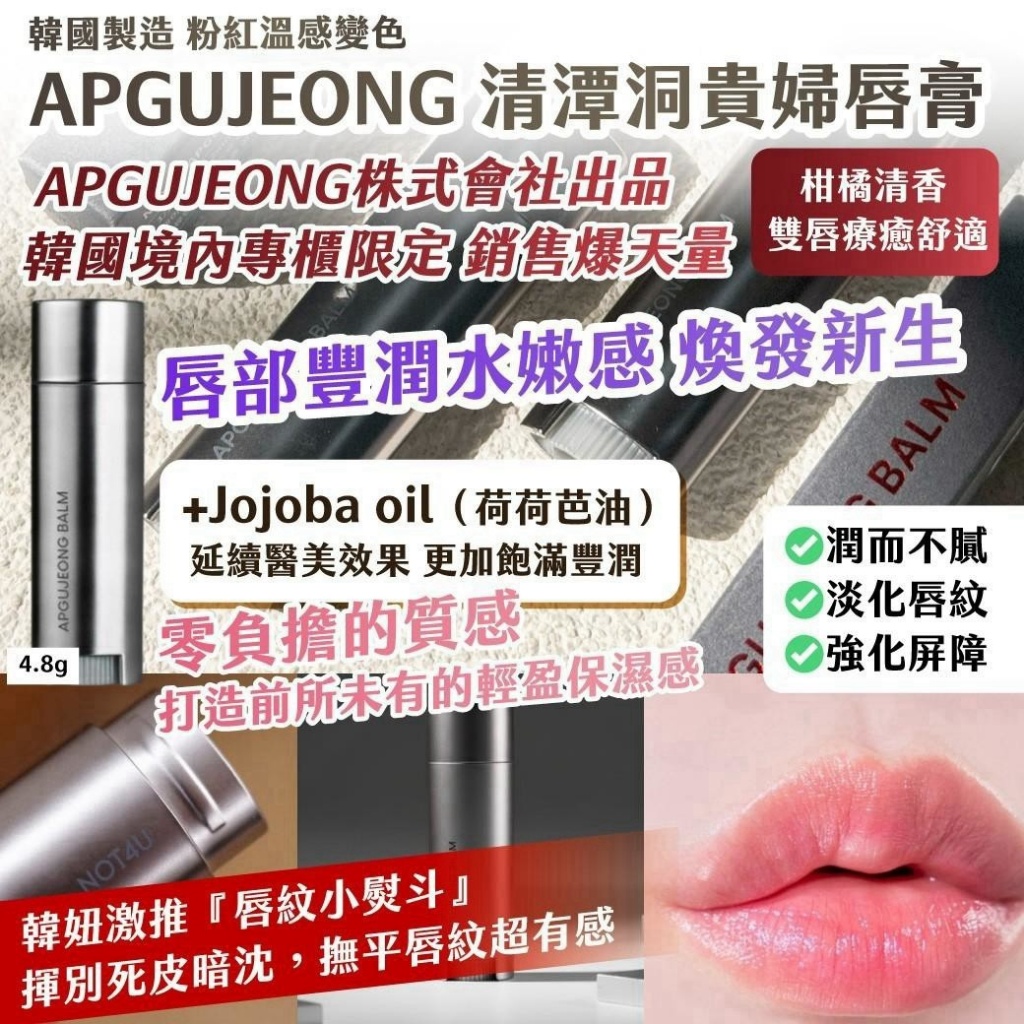 韓國製造 粉紅溫感變色
APGUJEONG 清潭洞貴婦唇膏
APGUJEONG株式會社出品
韓國境內專櫃限定 銷售爆天量
柑橘清香
雙唇療癒舒適
唇部豐潤水嫩感 煥發新生
BALM
APGUJEONG BALM
+Jojoba oil（荷荷芭油）
延續醫美效果 更加飽滿豐潤
潤而不膩
淡化唇紋
強化屏障
零負擔的質感
打造前所未有的輕盈保濕感
4.8g
NOT4U
韓妞激推『唇紋小熨斗』
揮別死皮暗沈，撫平唇紋超有感